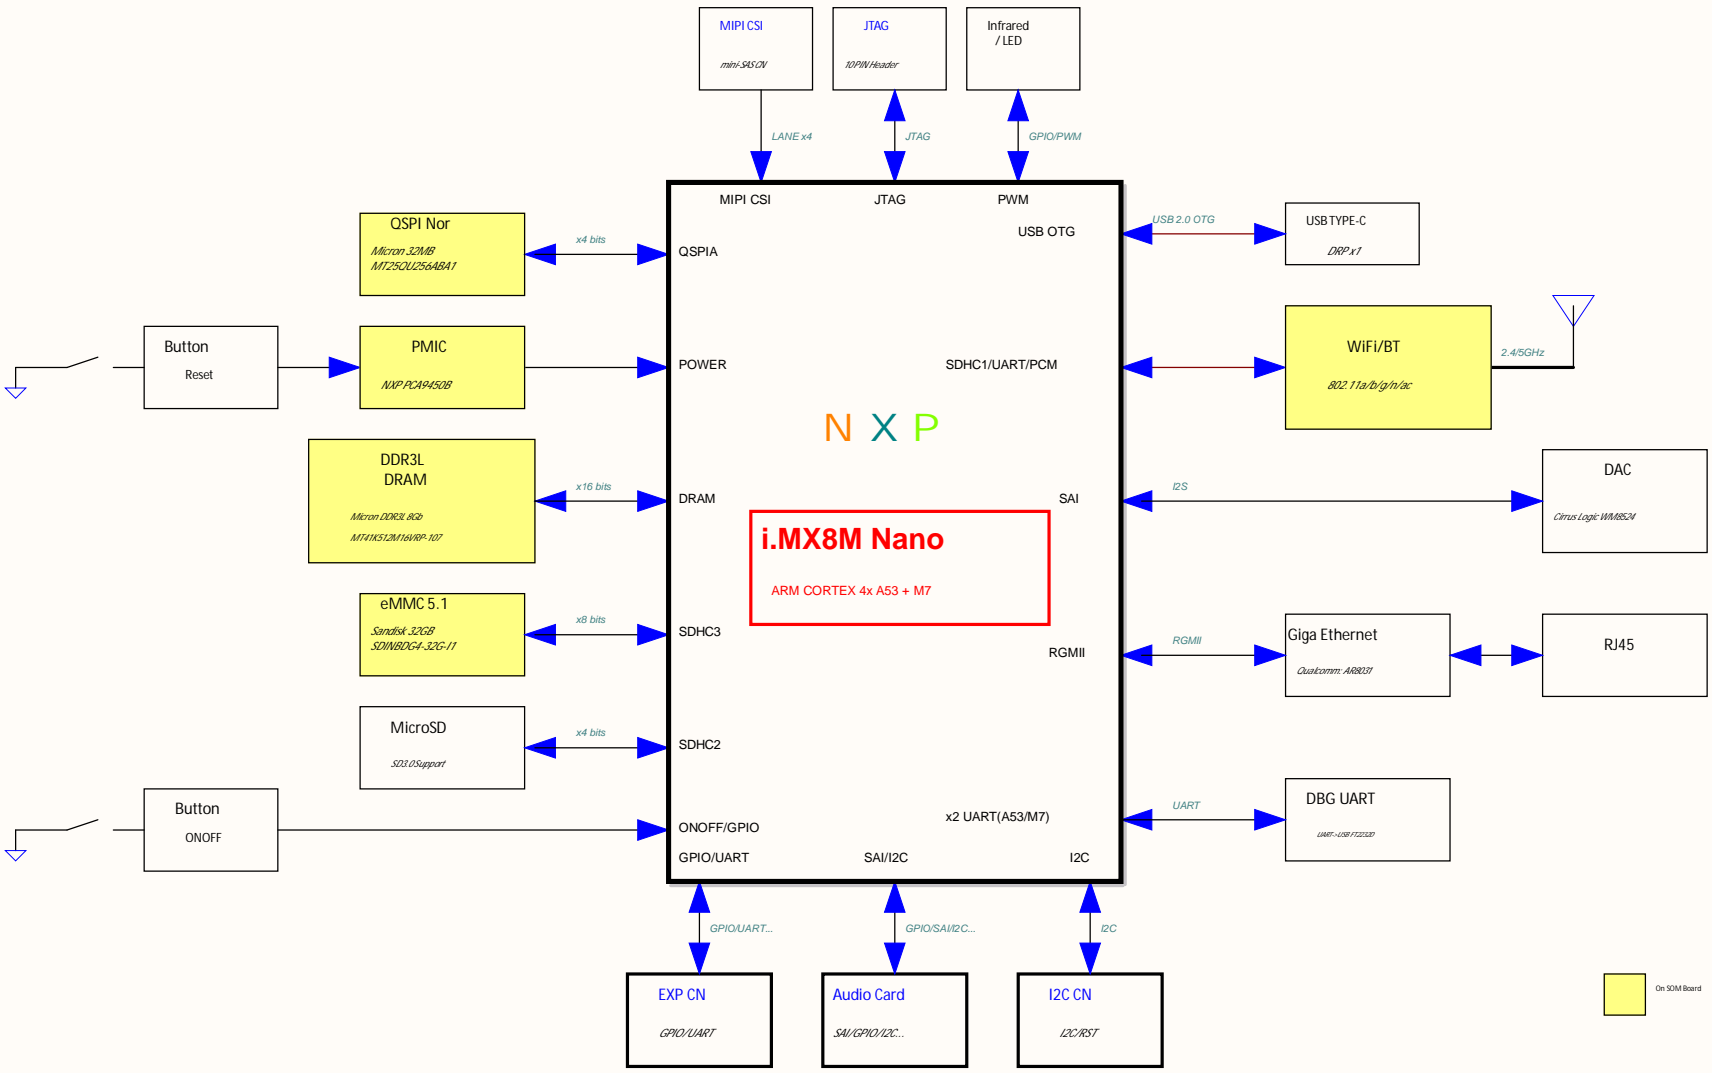 MIPI CSI
mini-SAS CN
JTAG
10PIN Header
Infrared
/ LED
LANE x4
JTAG
GPIO/PWM
MIPI CSI
JTAG
PWM
QSPI Nor
Micron 32MB
MT25QU256ABA1
x4 bits
QSPIA
USB OTG
USB 2.0 OTG
USB TYPE-C
DRP x1
Button
Reset
PMIC
NXP PCA9450B
POWER
SDHC1/UART/PCM
WiFi/BT
802.11a/b/g/n/ac
2.4/5GHz
N X P
DDR3L
DRAM
Micron DDR3L 8Gb
MT41K512M16VRP-107
x16 bits
DRAM
SAI
I2S
DAC
Cirrus Logic WM8524
i.MX8M Nano
ARM CORTEX 4x A53 + M7
eMMC 5.1
Sandisk 32GB
SDINBDG4-32G-I1
x8 bits
SDHC3
RGMII
RGMII
Giga Ethernet
Qualcomm: AR8031
RJ45
MicroSD
SD3.0 Support
x4 bits
SDHC2
Button
ONOFF
ONOFF/GPIO
x2 UART(A53/M7)
UART
DBG UART
UART->USB FT2232D
GPIO/UART
SAI/I2C
I2C
GPIO/UART...
GPIO/SAI/I2C...
I2C
EXP CN
GPIO/UART
Audio Card
SAI/GPIO/I2C...
I2C CN
I2C/RST
On SOM Board